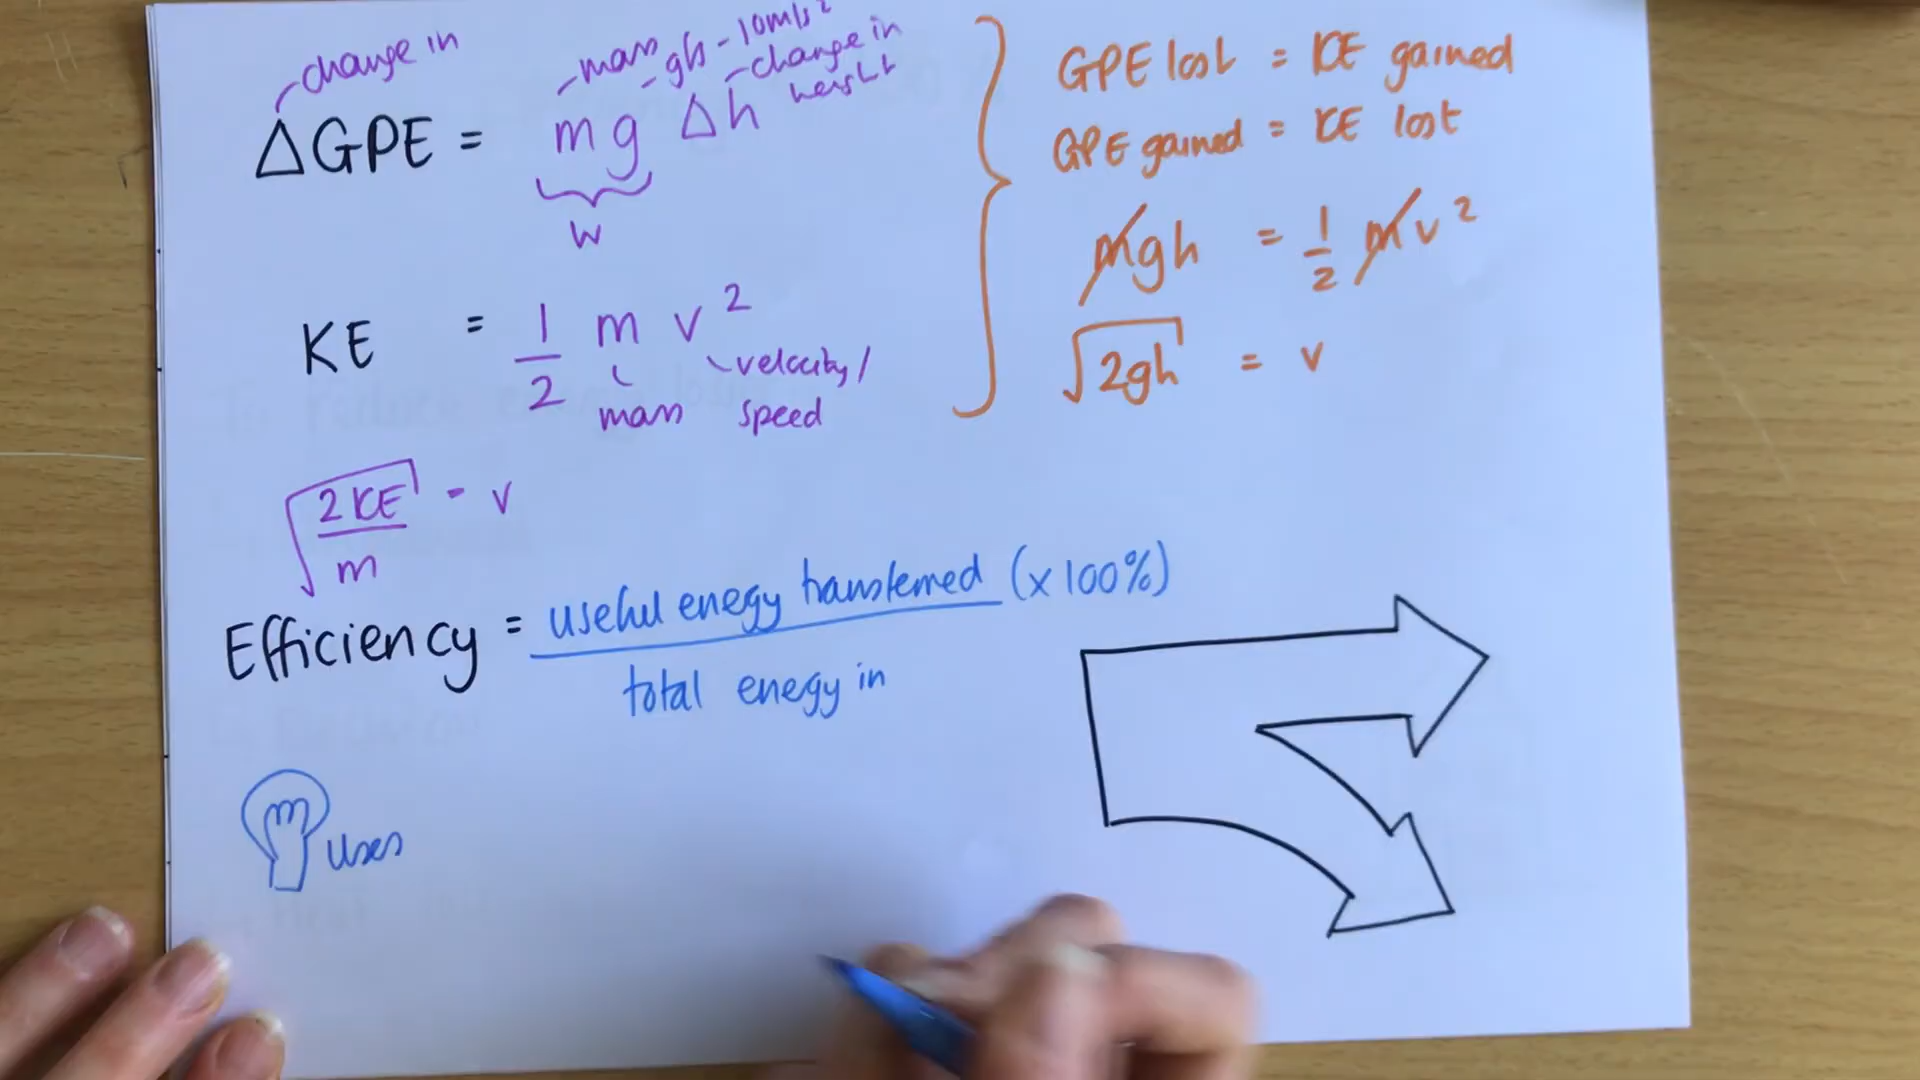 change in
mass
gfs - 10m/s²
change in
height
ΔGPE = mg Δh
W
KE = 1/2 m v²
mass
velocity/
speed
√2KE/m = v
GPE lost = KE gained
GPE gained = KE lost
mgh = 1/2 mv²
√2gh = v
Efficiency = useful energy transferred (x 100%)
total energy in
uses